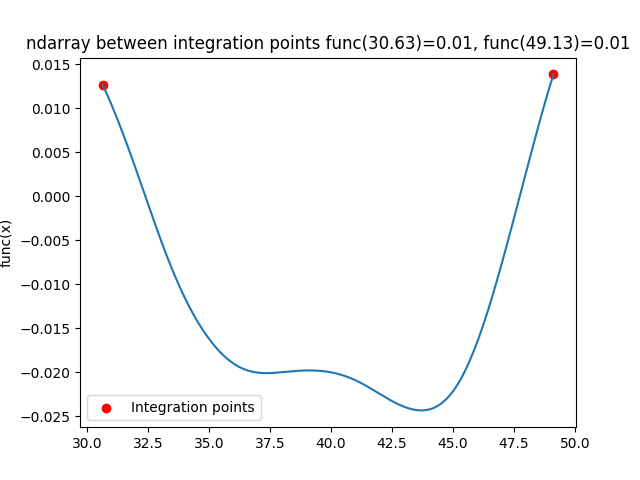 ndarray between integration points func(30.63)=0.01, func(49.13)=0.01
0.015
0.010
0.005
0.000
−0.005
−0.010
−0.015
−0.020
−0.025
func(x)
Integration points
30.0 32.5 35.0 37.5 40.0 42.5 45.0 47.5 50.0